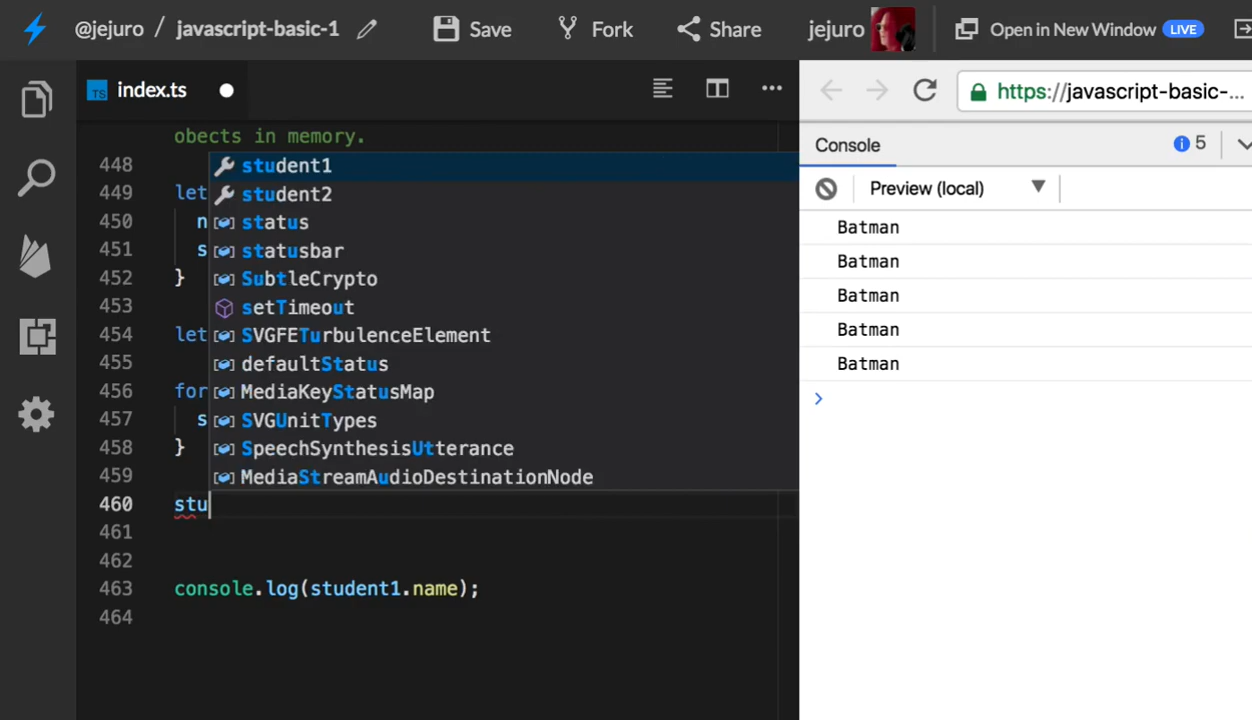 @jejuro / javascript-basic-1 Save Fork Share jejuro Open in New Window LIVE
TS index.ts
https://javascript-basic-...
Console 5
Preview (local)
Batman
Batman
Batman
Batman
Batman
>
obects in memory.
448
449 let
450 n
451 s
452 }
453
454 let
455
456 for
457 s
458 }
459
460 stu
461
462
463 console.log(student1.name);
464
student1
student2
status
statusbar
SubtleCrypto
setTimeout
SVGFETurbulenceElement
defaultStatus
MediaKeyStatusMap
SVGUnitTypes
SpeechSynthesisUtterance
MediaStreamAudioDestinationNode